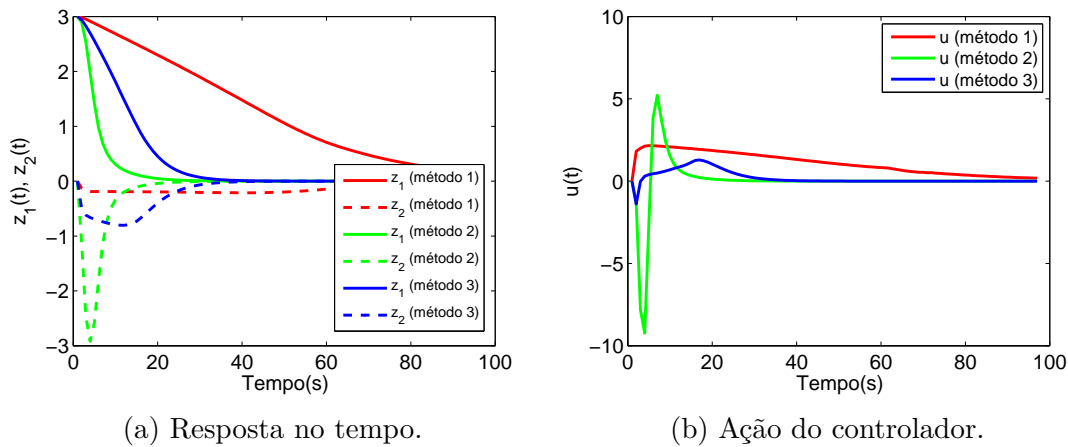 3
2
1
0
−1
−2
−3
0
20
40
60
80
100
z1(t), z2(t)
Tempo(s)
z1 (método 1)
z2 (método 1)
z1 (método 2)
z2 (método 2)
z1 (método 3)
z2 (método 3)
(a) Resposta no tempo.
10
5
0
−5
−10
0
20
40
60
80
100
u(t)
Tempo(s)
u (método 1)
u (método 2)
u (método 3)
(b) Ação do controlador.